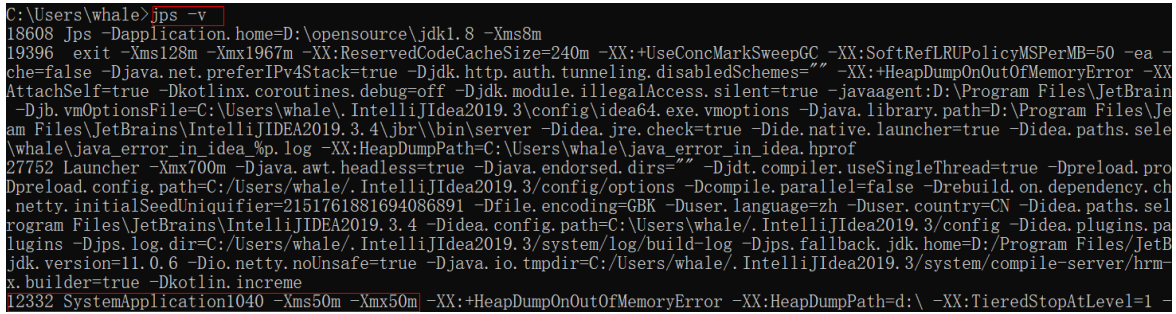 C:\Users\whale>jps -v
18608 Jps -Dapplication.home=D:\opensource\jdk1.8 -Xms8m
19396  exit -Xms128m -Xmx1967m -XX:ReservedCodeCacheSize=240m -XX:+UseConcMarkSweepGC -XX:SoftRefLRUPolicyMSPerMB=50 -ea -
che=false -Djava.net.preferIPv4Stack=true -Djdk.http.auth.tunneling.disabledSchemes="" -XX:+HeapDumpOnOutOfMemoryError -XX
AttachSelf=true -Dkotlinx.coroutines.debug=off -Djdk.module.illegalAccess.silent=true -javaagent:D:\Program Files\JetBrain
 -Djb.vmOptionsFile=C:\Users\whale\.IntelliJIdea2019.3\config\idea64.exe.vmoptions -Djava.library.path=D:\Program Files\Je
am Files\JetBrains\IntelliJIDEA2019.3.4\jbr\\bin\server -Didea.jre.check=true -Dide.native.launcher=true -Didea.paths.sele
\whale\java_error_in_idea_%p.log -XX:HeapDumpPath=C:\Users\whale\java_error_in_idea.hprof
27752 Launcher -Xmx700m -Djava.awt.headless=true -Djava.endorsed.dirs="" -Djdt.compiler.useSingleThread=true -Dpreload.pro
Dpreload.config.path=C:/Users/whale/.IntelliJIdea2019.3/config/options -Dcompile.parallel=false -Drebuild.on.dependency.ch
.netty.initialSeedUniquifier=2151761881694086891 -Dfile.encoding=GBK -Duser.language=zh -Duser.country=CN -Didea.paths.sel
rogram Files\JetBrains\IntelliJIDEA2019.3.4 -Didea.config.path=C:\Users\whale/.IntelliJIdea2019.3/config -Didea.plugins.pa
lugins -Djps.log.dir=C:/Users/whale/.IntelliJIdea2019.3/system/log/build-log -Djps.fallback.jdk.home=D:/Program Files/JetB
jdk.version=11.0.6 -Dio.netty.noUnsafe=true -Djava.io.tmpdir=C:/Users/whale/.IntelliJIdea2019.3/system/compile-server/hrm-
x.builder=true -Dkotlin.increme
12332 SystemApplication1040 -Xms50m -Xmx50m -XX:+HeapDumpOnOutOfMemoryError -XX:HeapDumpPath=d:\ -XX:TieredStopAtLevel=1 -